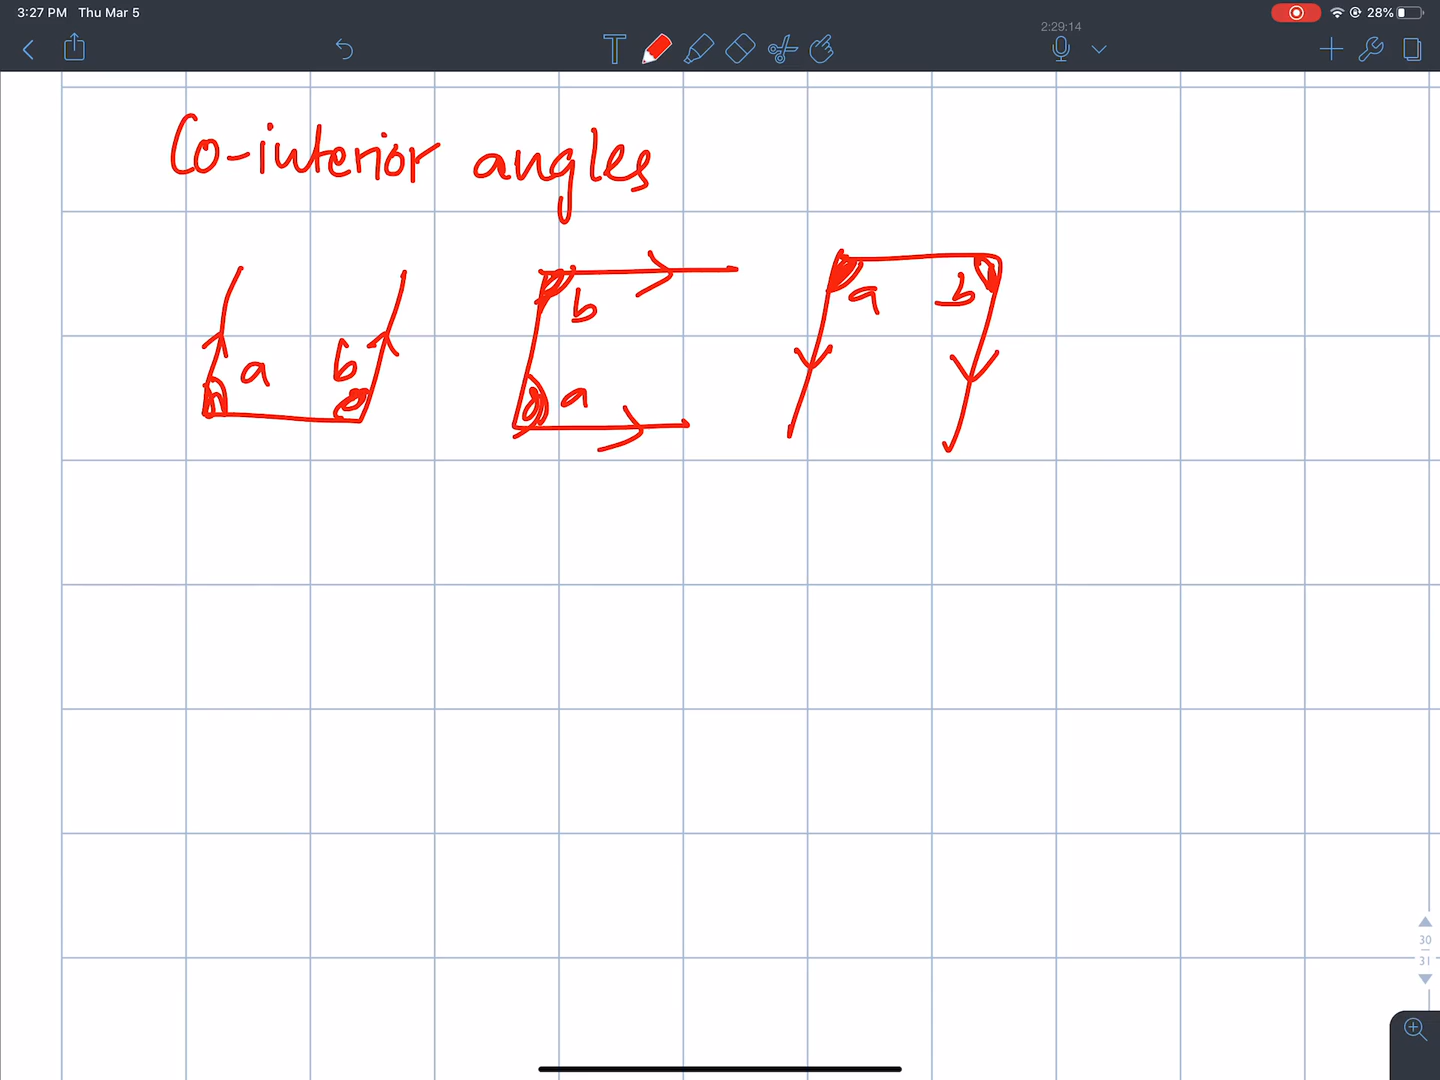 3:27 PM Thu Mar 5
28%
2:29:14
T
Co-interior angles
a b
b
a
a b
30
31